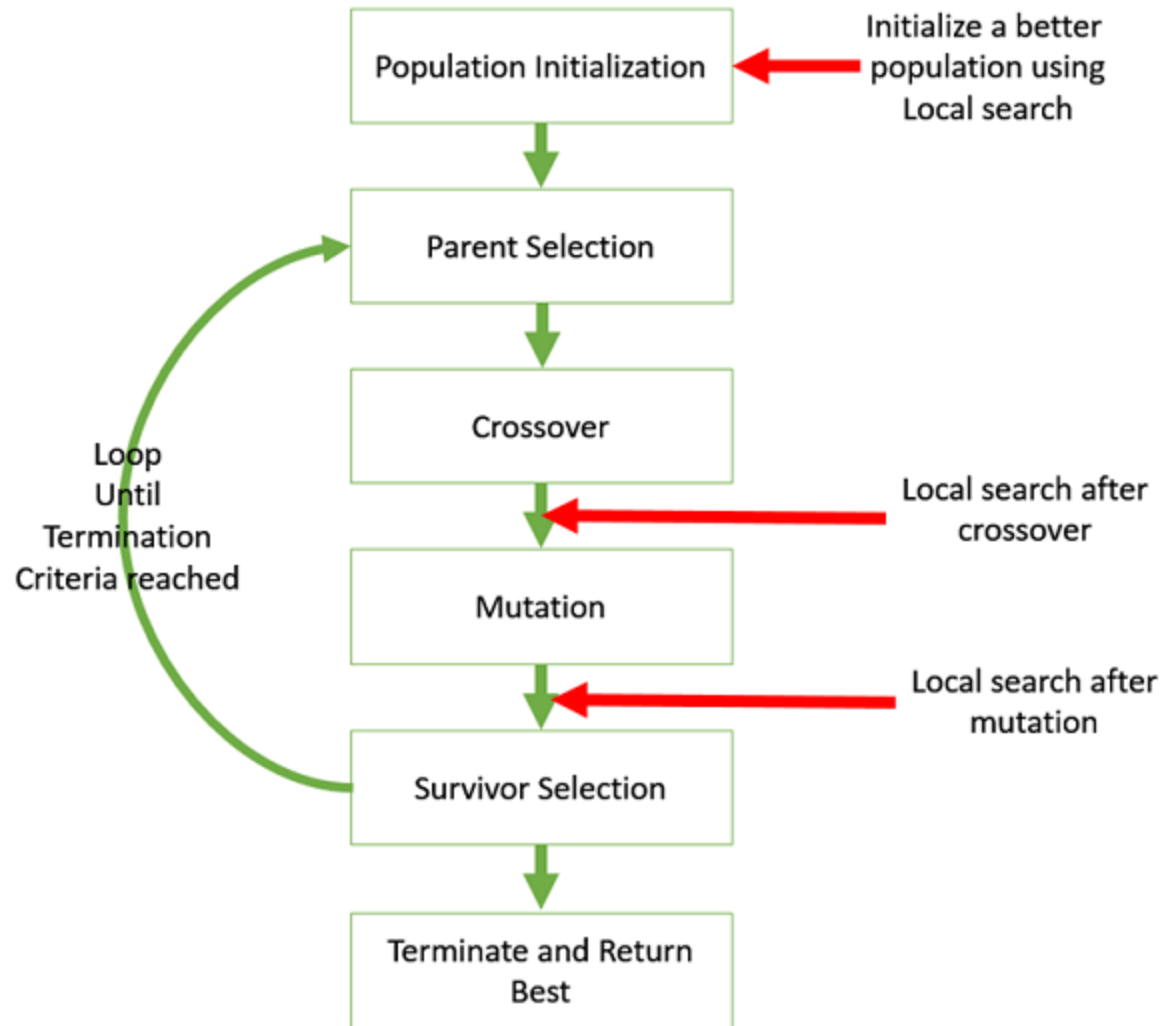 Population Initialization
Initialize a better
population using
Local search
Parent Selection
Crossover
Loop
Until
Termination
Criteria reached
Local search after
crossover
Mutation
Local search after
mutation
Survivor Selection
Terminate and Return
Best